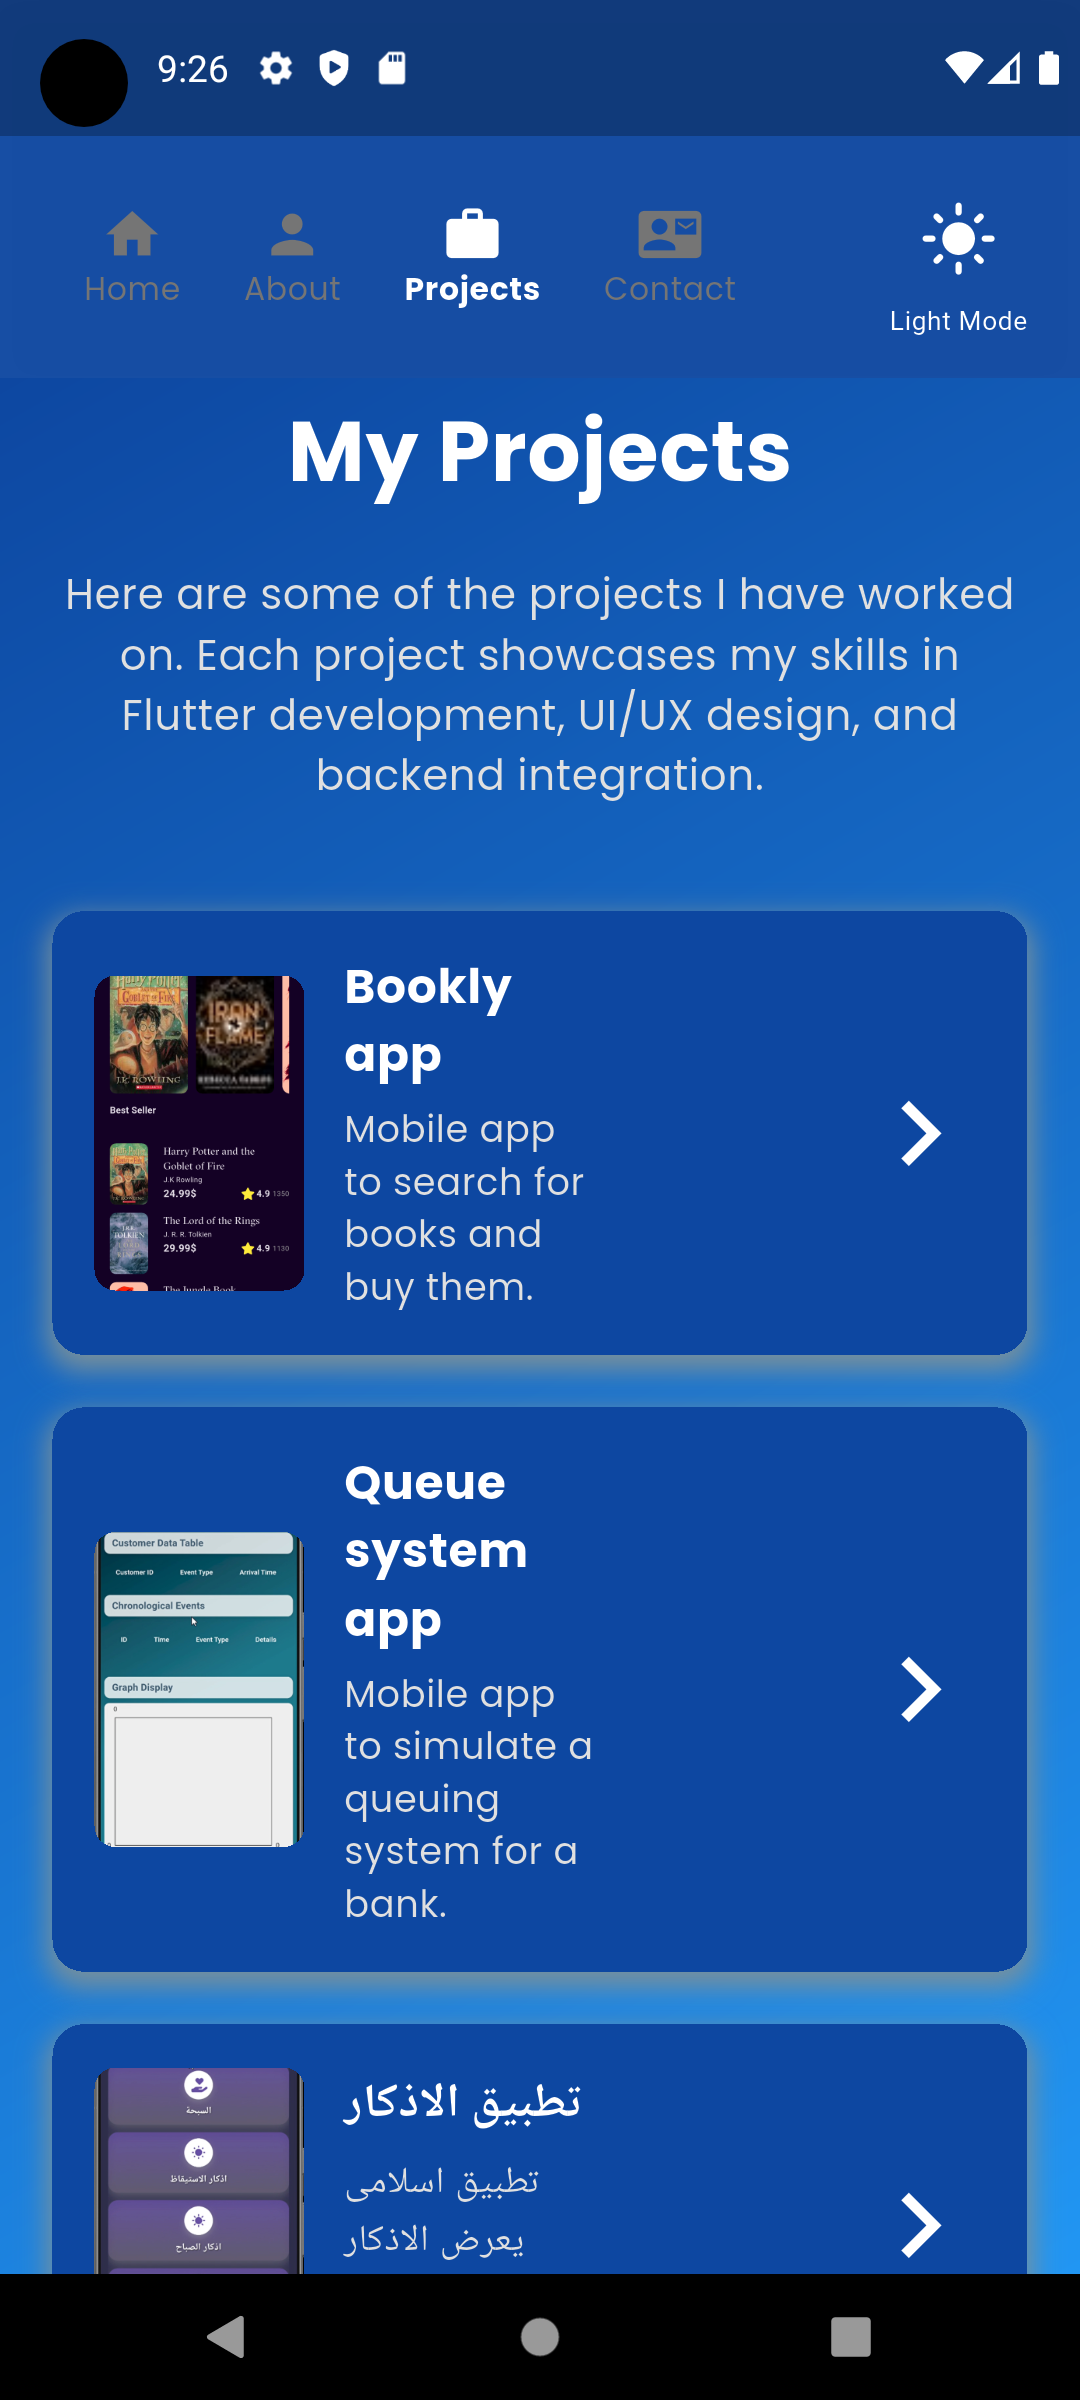 9:26
Home About Projects Contact
Light Mode
My Projects
Here are some of the projects I have worked
on. Each project showcases my skills in
Flutter development, UI/UX design, and
backend integration.
Bookly
app
Mobile app
to search for
books and
buy them.
GOBLET OF FIRE
J.K. ROWLING
IRON
FLAME
Best Seller
Harry Potter and the
Goblet of Fire
J.K Rowling
24.99$ 4.9 1350
The Lord of the Rings
J. R. R. Tolkien
29.99$ 4.9 1130
The Jungle Book
Queue
system
app
Mobile app
to simulate a
queuing
system for a
bank.
Customer Data Table
Customer ID Event Type Arrival Time
Chronological Events
ID Time Event Type Details
Graph Display
0
تطبيق الاذكار
تطبيق اسلامى
يعرض الاذكار
السبحة
اذكار الاستيقاظ
اذكار الصباح